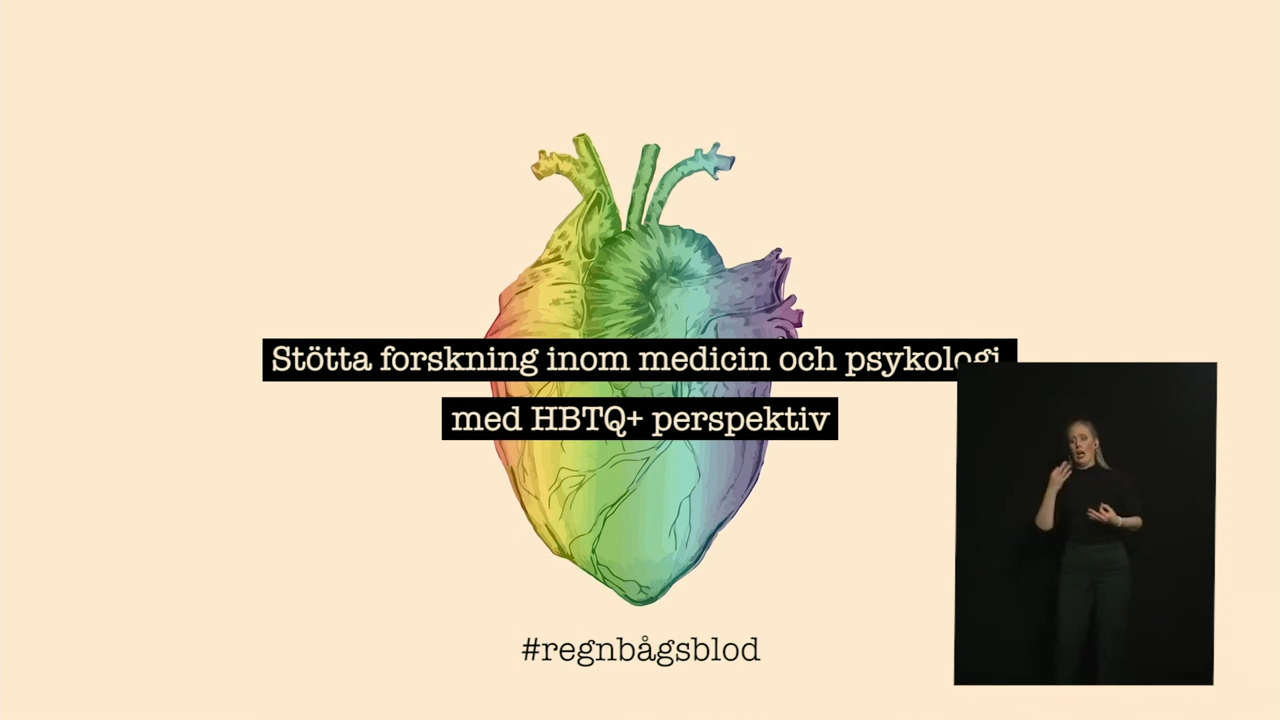 Stötta forskning inom medicin och psykologi
med HBTQ+ perspektiv
#regnbågsblod